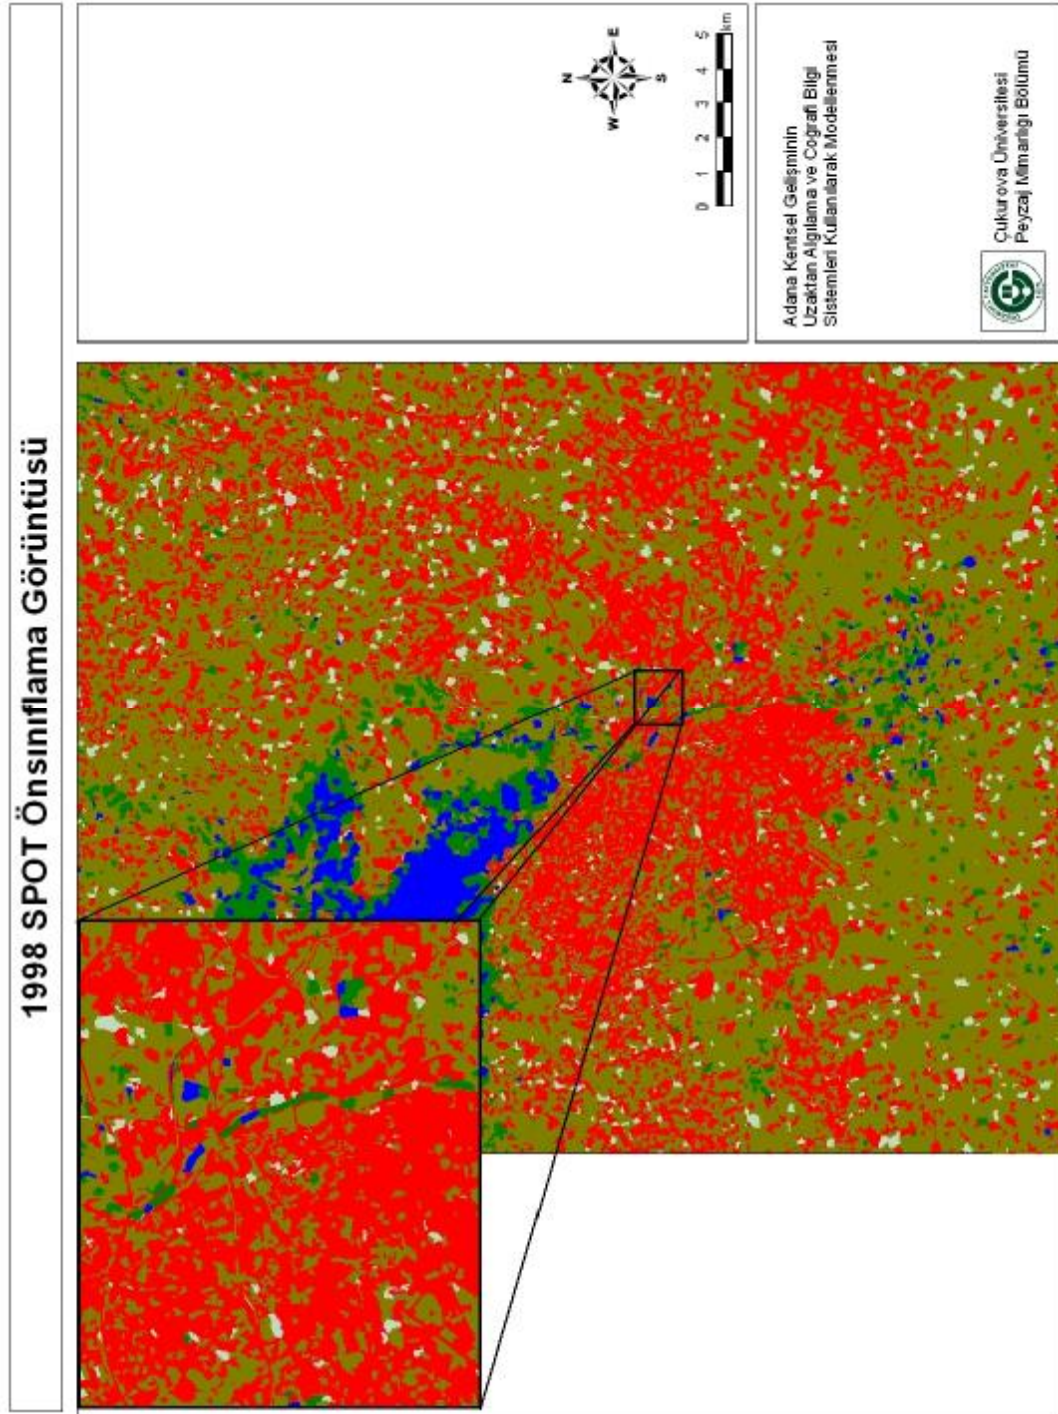 1998 SPOT Önsınıflama Görüntüsü
N
E
S
W
0 1 2 3 4 5 km
Adana Kentsel Gelişminin
Uzaktan Algılama ve Coğrafi Bilgi
Sistemleri Kullanılarak Modellenmesi
Çukurova Üniversitesi
Peyzaj Mimarlığı Bölümü